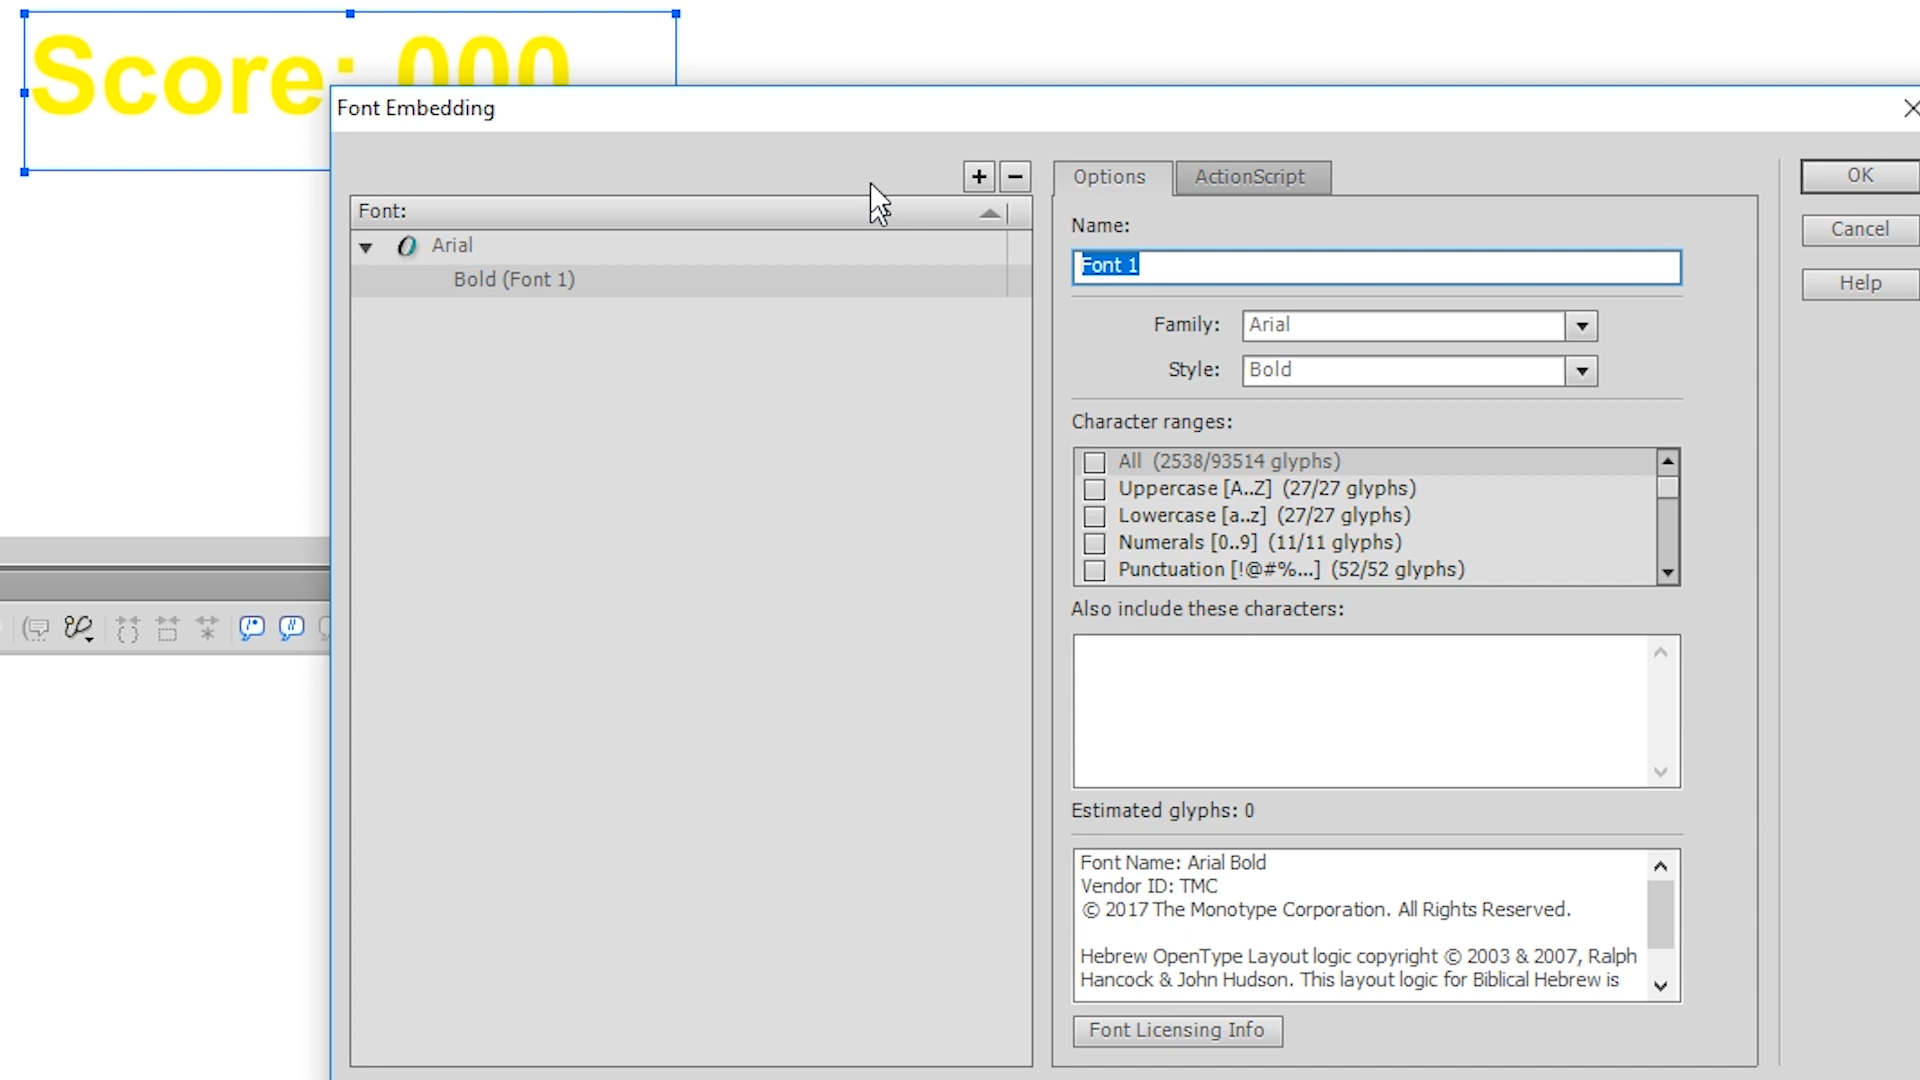 Score: 000
Font Embedding
Font:
Arial
Bold (Font 1)
Options
ActionScript
Name:
Font 1
Family:
Arial
Style:
Bold
Character ranges:
All (2538/93514 glyphs)
Uppercase [A..Z] (27/27 glyphs)
Lowercase [a..z] (27/27 glyphs)
Numerals [0..9] (11/11 glyphs)
Punctuation [!@#%...] (52/52 glyphs)
Also include these characters:
Estimated glyphs: 0
Font Name: Arial Bold
Vendor ID: TMC
© 2017 The Monotype Corporation. All Rights Reserved.
Hebrew OpenType Layout logic copyright © 2003 & 2007, Ralph
Hancock & John Hudson. This layout logic for Biblical Hebrew is
Font Licensing Info
OK
Cancel
Help